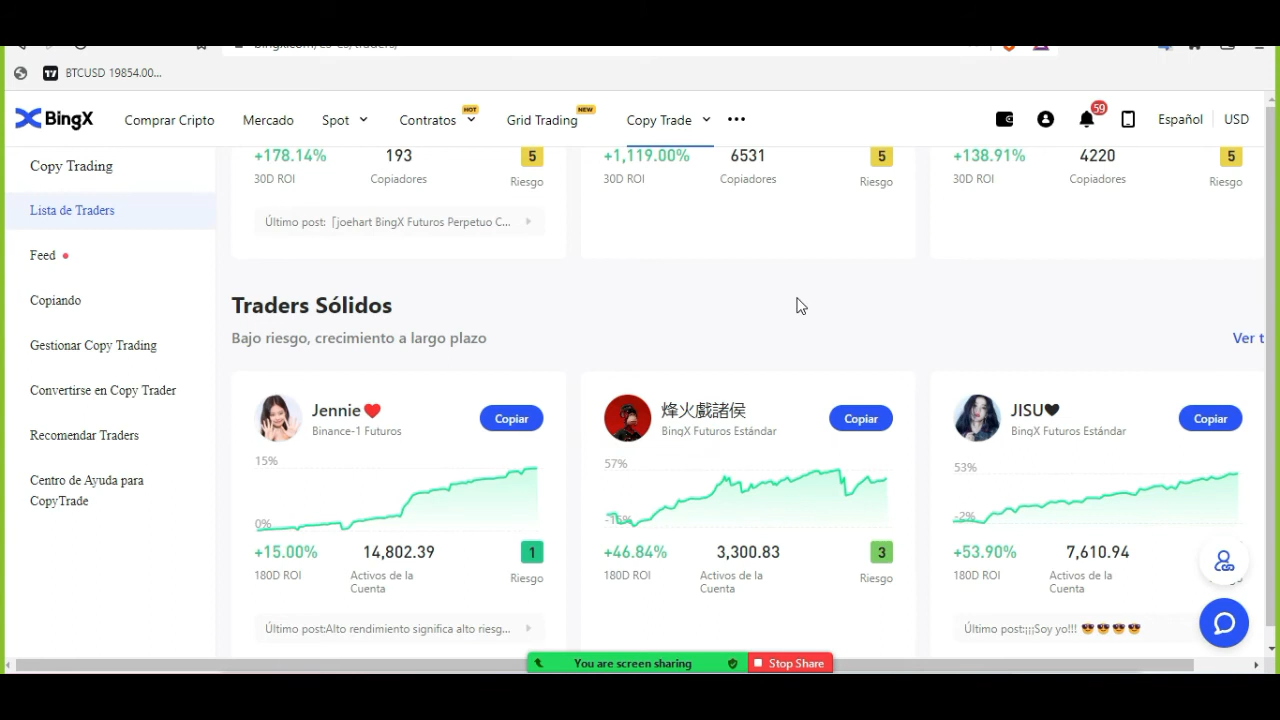 BTCUSD 19854.00...
BingX
Comprar Cripto
Mercado
Spot
Contratos
HOT
Grid Trading
NEW
Copy Trade
59
Español
USD
Copy Trading
Lista de Traders
Feed
Copiando
Gestionar Copy Trading
Convertirse en Copy Trader
Recomendar Traders
Centro de Ayuda para
CopyTrade
+178.14% 193 5
30D ROI Copiadores Riesgo
Último post:「joehart BingX Futuros Perpetuo C...
+1,119.00% 6531 5
30D ROI Copiadores Riesgo
+138.91% 4220 5
30D ROI Copiadores Riesgo
Traders Sólidos
Bajo riesgo, crecimiento a largo plazo
Ver t
Jennie❤️
Binance-1 Futuros
Copiar
15%
0%
+15.00% 14,802.39 1
180D ROI Activos de la Riesgo
Cuenta
Último post:Alto rendimiento significa alto riesg...
烽火戲諸侯
BingX Futuros Estándar
Copiar
57%
+46.84% 3,300.83 3
180D ROI Activos de la Riesgo
Cuenta
JISU🖤
BingX Futuros Estándar
Copiar
53%
-2%
+53.90% 7,610.94
180D ROI Activos de la
Cuenta
Último post:¡¡¡Soy yo!!! 😎😎😎😎
You are screen sharing
Stop Share